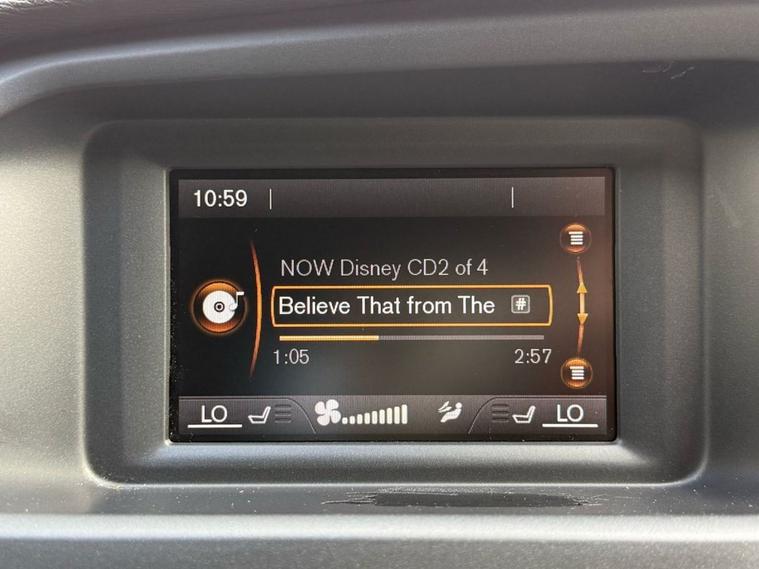 10:59
NOW Disney CD2 of 4
Believe That from The #
1:05 2:57
LO LO